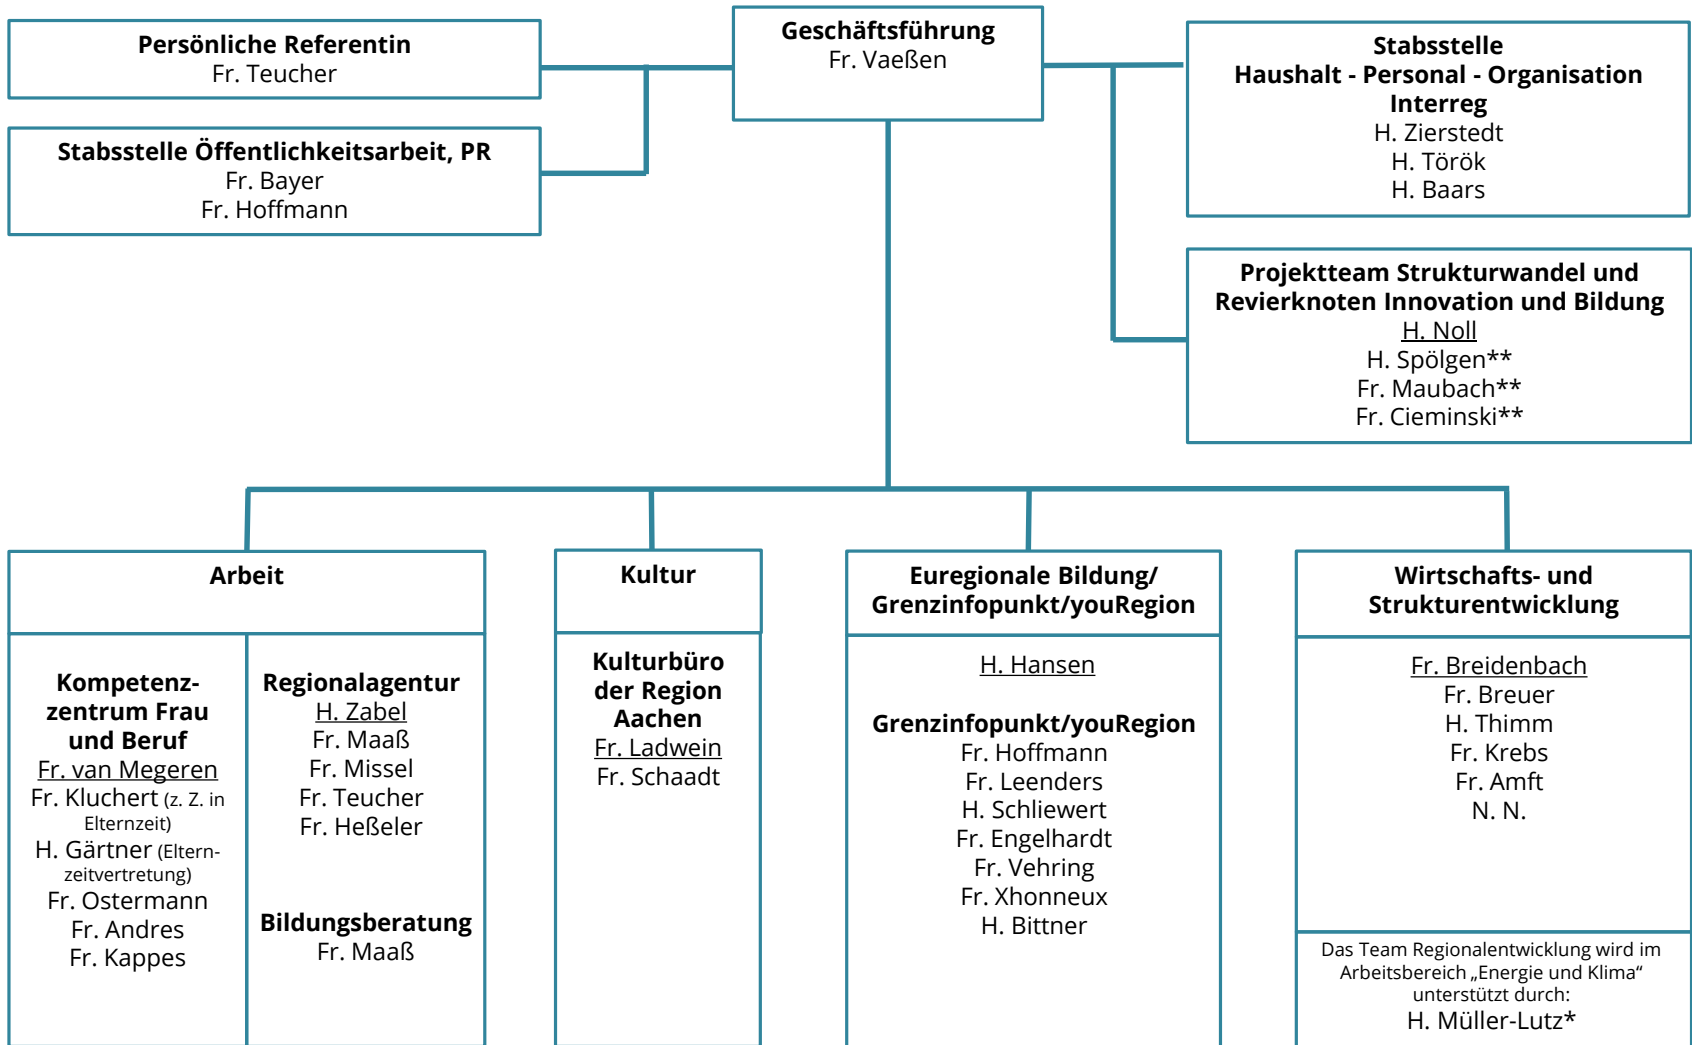 Persönliche Referentin
Fr. Teucher
Stabsstelle Öffentlichkeitsarbeit, PR
Fr. Bayer
Fr. Hoffmann
Geschäftsführung
Fr. Vaeßen
Stabsstelle
Haushalt - Personal - Organisation
Interreg
H. Zierstedt
H. Török
H. Baars
Projektteam Strukturwandel und
Revierknoten Innovation und Bildung
H. Noll
H. Spölgen**
Fr. Maubach**
Fr. Cieminski**
Arbeit
Kompetenz-
zentrum Frau
und Beruf
Fr. van Megeren
Fr. Kluchert (z. Z. in
Elternzeit)
H. Gärtner (Eltern-
zeitvertretung)
Fr. Ostermann
Fr. Andres
Fr. Kappes
Regionalagentur
H. Zabel
Fr. Maaß
Fr. Missel
Fr. Teucher
Fr. Heßeler
Bildungsberatung
Fr. Maaß
Kultur
Kulturbüro
der Region
Aachen
Fr. Ladwein
Fr. Schaadt
Euregionale Bildung/
Grenzinfopunkt/youRegion
H. Hansen
Grenzinfopunkt/youRegion
Fr. Hoffmann
Fr. Leenders
H. Schliewert
Fr. Engelhardt
Fr. Vehring
Fr. Xhonneux
H. Bittner
Wirtschafts- und
Strukturentwicklung
Fr. Breidenbach
Fr. Breuer
H. Thimm
Fr. Krebs
Fr. Amft
N. N.
Das Team Regionalentwicklung wird im
Arbeitsbereich „Energie und Klima“
unterstützt durch:
H. Müller-Lutz*